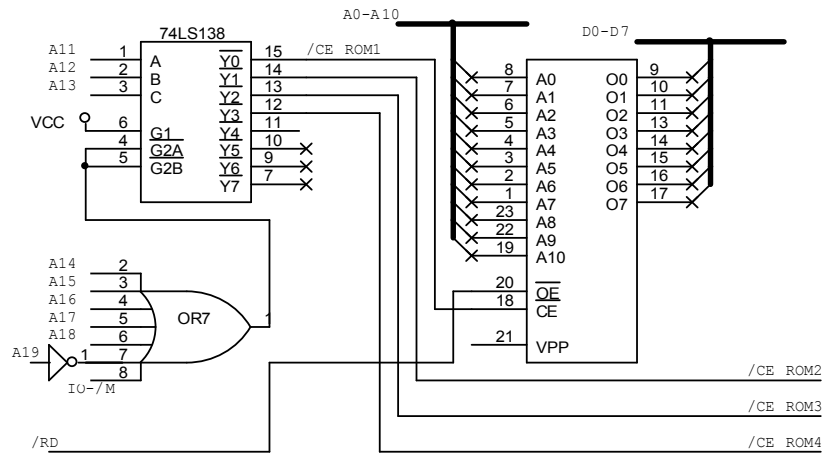 A0-A10
D0-D7
74LS138
A11 1 A Y0 15 /CE ROM1
A12 2 B Y1 14
A13 3 C Y2 13
Y3 12
VCC 6 G1 Y4 11
4 G2A Y5 10
5 G2B Y6 9
Y7 7
8 A0 O0 9
7 A1 O1 10
6 A2 O2 11
5 A3 O3 13
4 A4 O4 14
3 A5 O5 15
2 A6 O6 16
1 A7 O7 17
23 A8
22 A9
19 A10
20 OE
18 CE
21 VPP
A14 2
A15 3
A16 4
A17 5 OR7 1
A18 6
A19 1 7
8
IO-/M
/CE ROM2
/CE ROM3
/RD
/CE ROM4